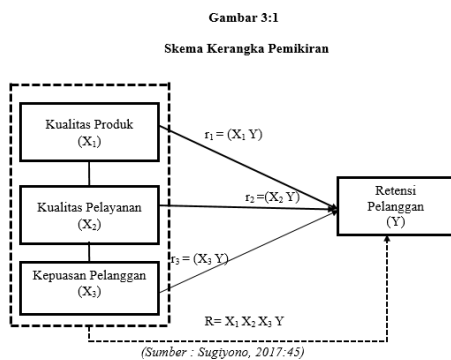 Gambar 3:1
Skema Kerangka Pemikiran
Kualitas Produk
(X1)
r1 = (X1 Y)
Kualitas Pelayanan
(X2)
r2 =(X2 Y)
Retensi
Pelanggan
(Y)
Kepuasan Pelanggan
(X3)
r3 = (X3 Y)
R= X1 X2 X3 Y
(Sumber : Sugiyono, 2017:45)